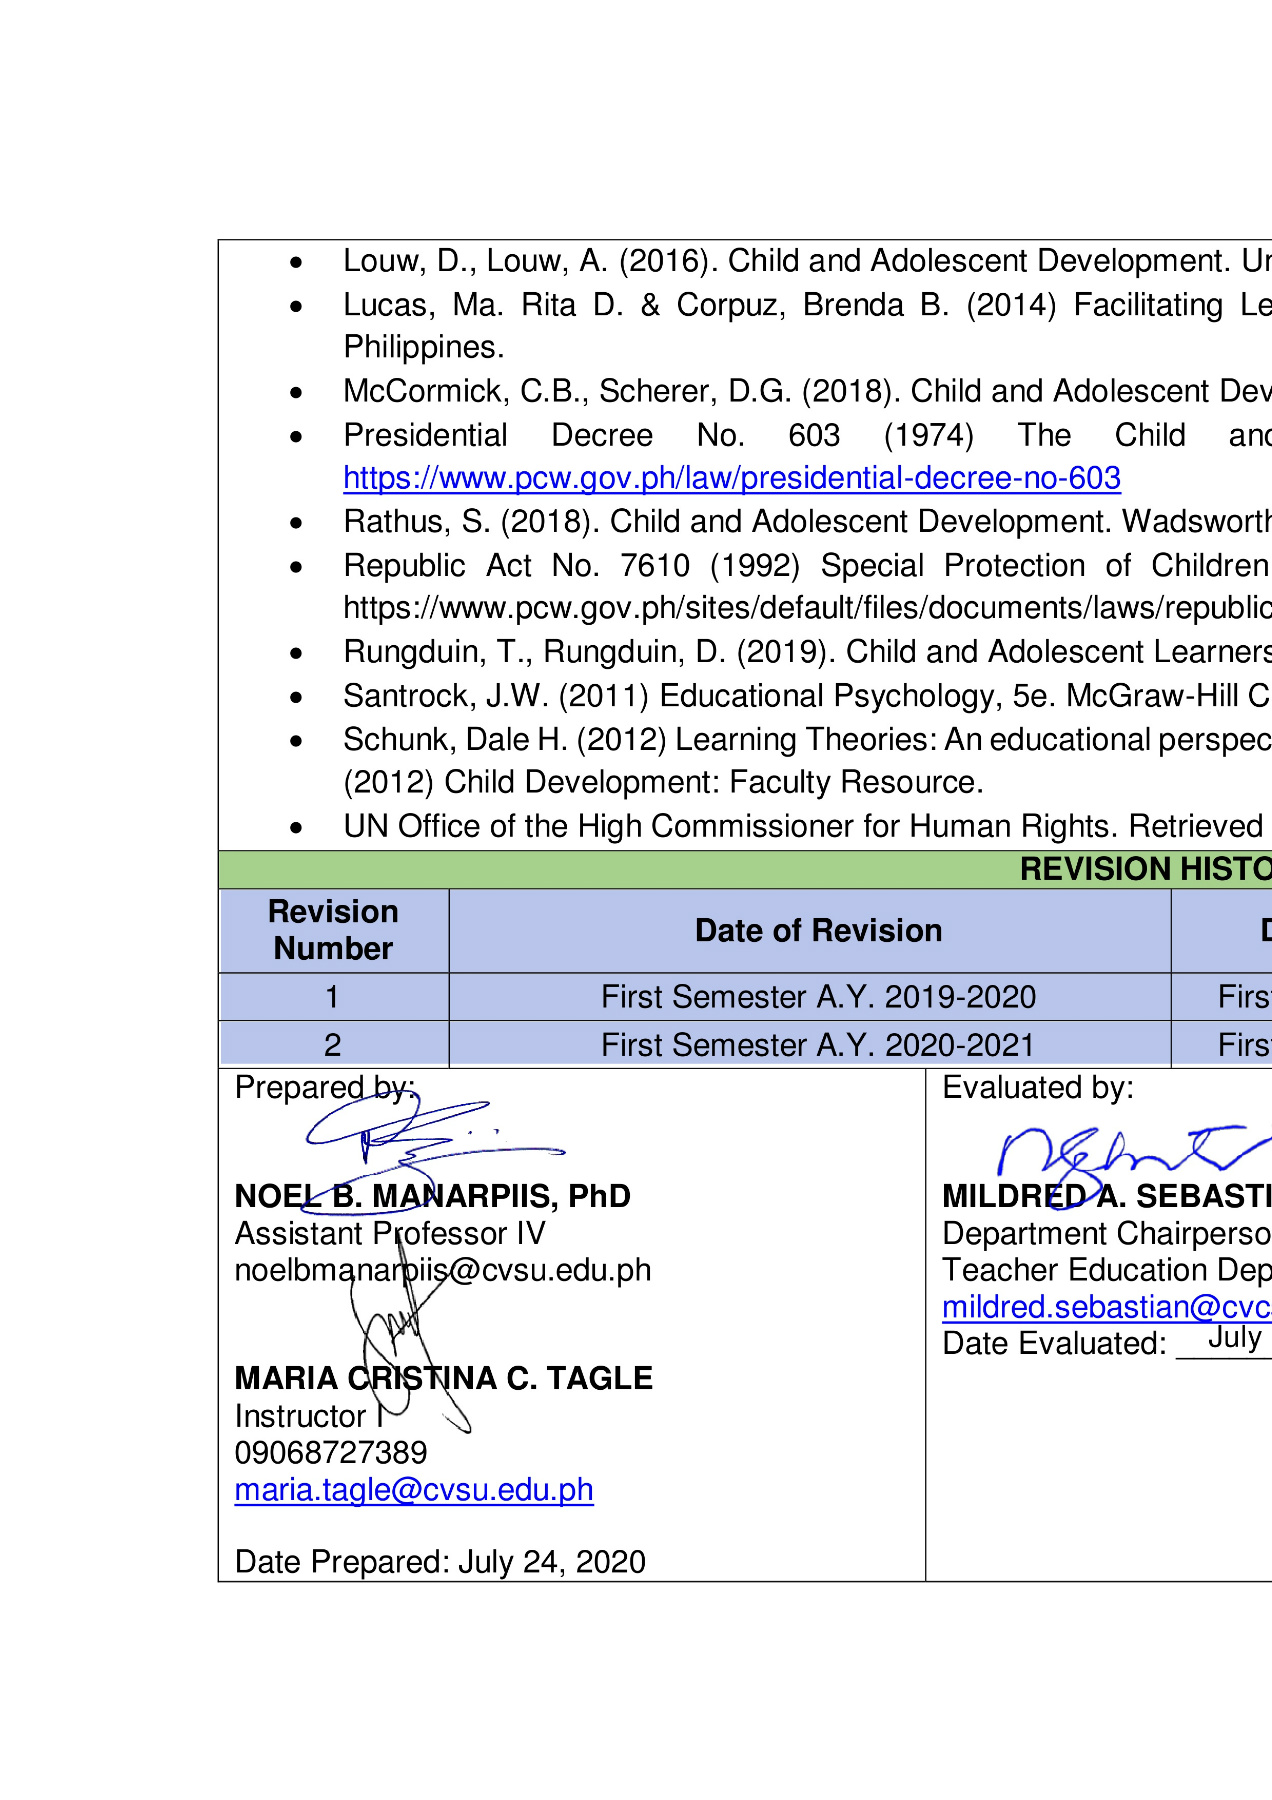 • Louw, D., Louw, A. (2016). Child and Adolescent Development. Un
• Lucas, Ma. Rita D. & Corpuz, Brenda B. (2014) Facilitating Le
Philippines.
• McCormick, C.B., Scherer, D.G. (2018). Child and Adolescent Dev
• Presidential Decree No. 603 (1974) The Child and
https://www.pcw.gov.ph/law/presidential-decree-no-603
• Rathus, S. (2018). Child and Adolescent Development. Wadsworth
• Republic Act No. 7610 (1992) Special Protection of Children
https://www.pcw.gov.ph/sites/default/files/documents/laws/republic
• Rungduin, T., Rungduin, D. (2019). Child and Adolescent Learners
• Santrock, J.W. (2011) Educational Psychology, 5e. McGraw-Hill C
• Schunk, Dale H. (2012) Learning Theories: An educational perspec
(2012) Child Development: Faculty Resource.
• UN Office of the High Commissioner for Human Rights. Retrieved
REVISION HISTO
Revision
Number
Date of Revision
D
1
First Semester A.Y. 2019-2020
Firs
2
First Semester A.Y. 2020-2021
Firs
Prepared by:
NOEL B. MANARPIIS, PhD
Assistant Professor IV
noelbmanarpiis@cvsu.edu.ph
MARIA CRISTINA C. TAGLE
Instructor I
09068727389
maria.tagle@cvsu.edu.ph
Date Prepared: July 24, 2020
Evaluated by:
MILDRED A. SEBASTI
Department Chairperso
Teacher Education Dep
mildred.sebastian@cvc
Date Evaluated: July